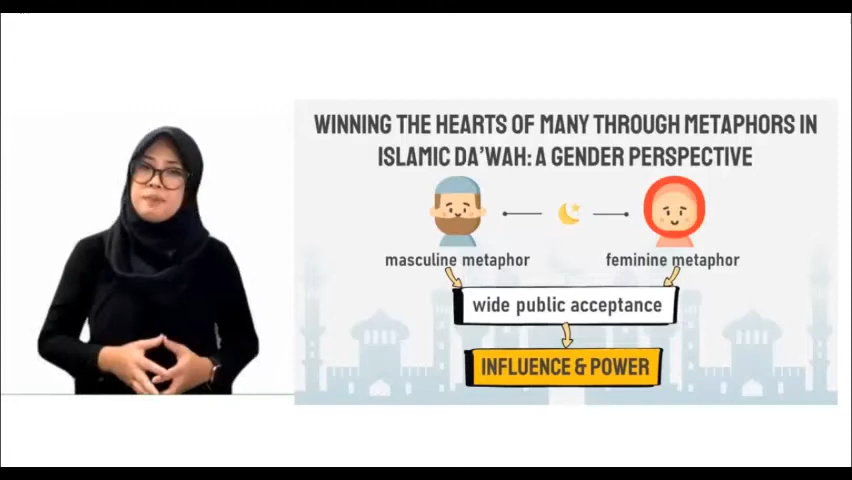 WINNING THE HEARTS OF MANY THROUGH METAPHORS IN
ISLAMIC DA'WAH: A GENDER PERSPECTIVE
masculine metaphor
feminine metaphor
wide public acceptance
INFLUENCE & POWER